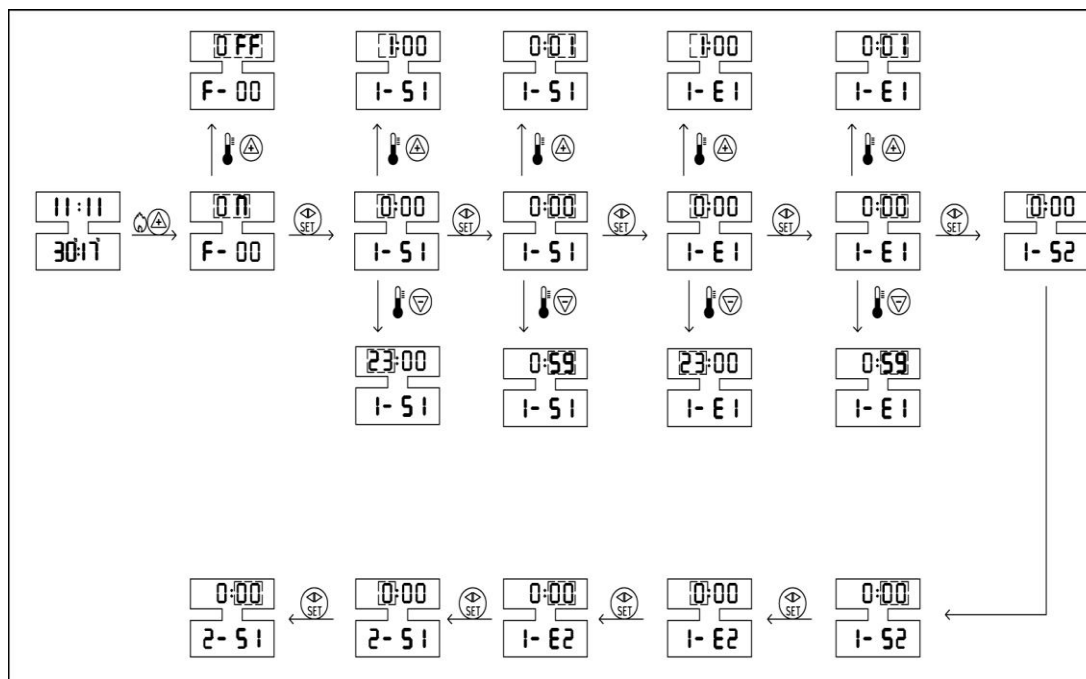 0FF
F- 00
1:00
1- S1
0:01
1- S1
1:00
1- E1
0:01
1- E1
11:11
30:17
0N
F- 00
SET
0:00
1- S1
SET
0:00
1- S1
SET
0:00
1- E1
SET
0:00
1- E1
SET
0:00
1- S2
23:00
1- S1
0:59
1- S1
23:00
1- E1
0:59
1- E1
0:00
2- S1
SET
0:00
2- S1
SET
0:00
1- E2
SET
0:00
1- E2
SET
0:00
1- S2